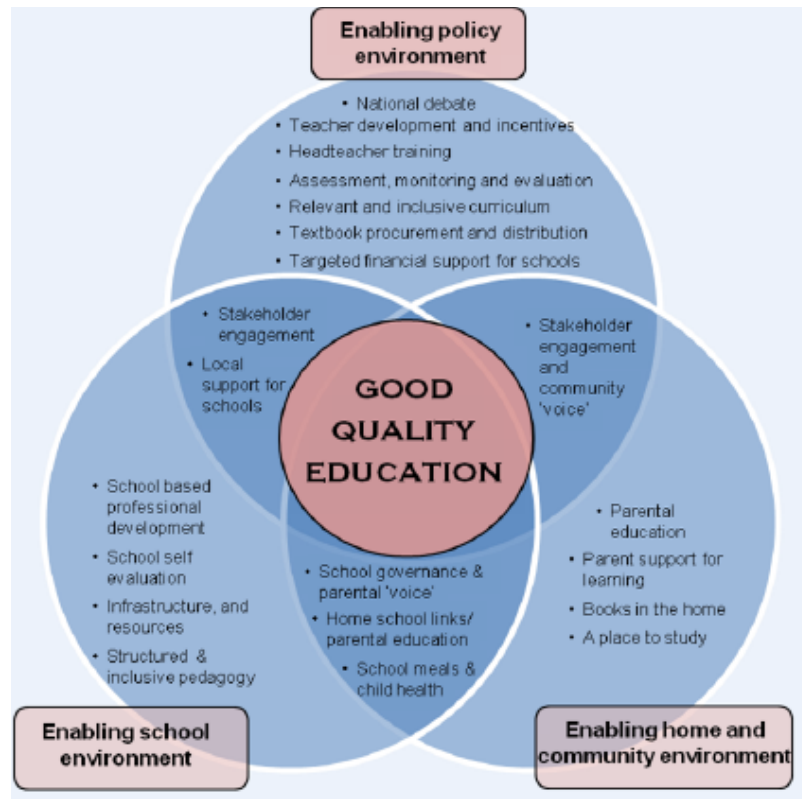 Enabling policy
environment
• National debate
• Teacher development and incentives
• Headteacher training
• Assessment, monitoring and evaluation
• Relevant and inclusive curriculum
• Textbook procurement and distribution
• Targeted financial support for schools
• Stakeholder
engagement
• Local
support for
schools
• Stakeholder
engagement
and
community
'voice'
GOOD
QUALITY
EDUCATION
• School based
professional
development
• School self
evaluation
• Infrastructure, and
resources
• Structured &
inclusive pedagogy
• School governance &
parental 'voice'
• Home school links/
parental education
• School meals &
child health
• Parental
education
• Parent support for
learning
• Books in the home
• A place to study
Enabling school
environment
Enabling home and
community environment